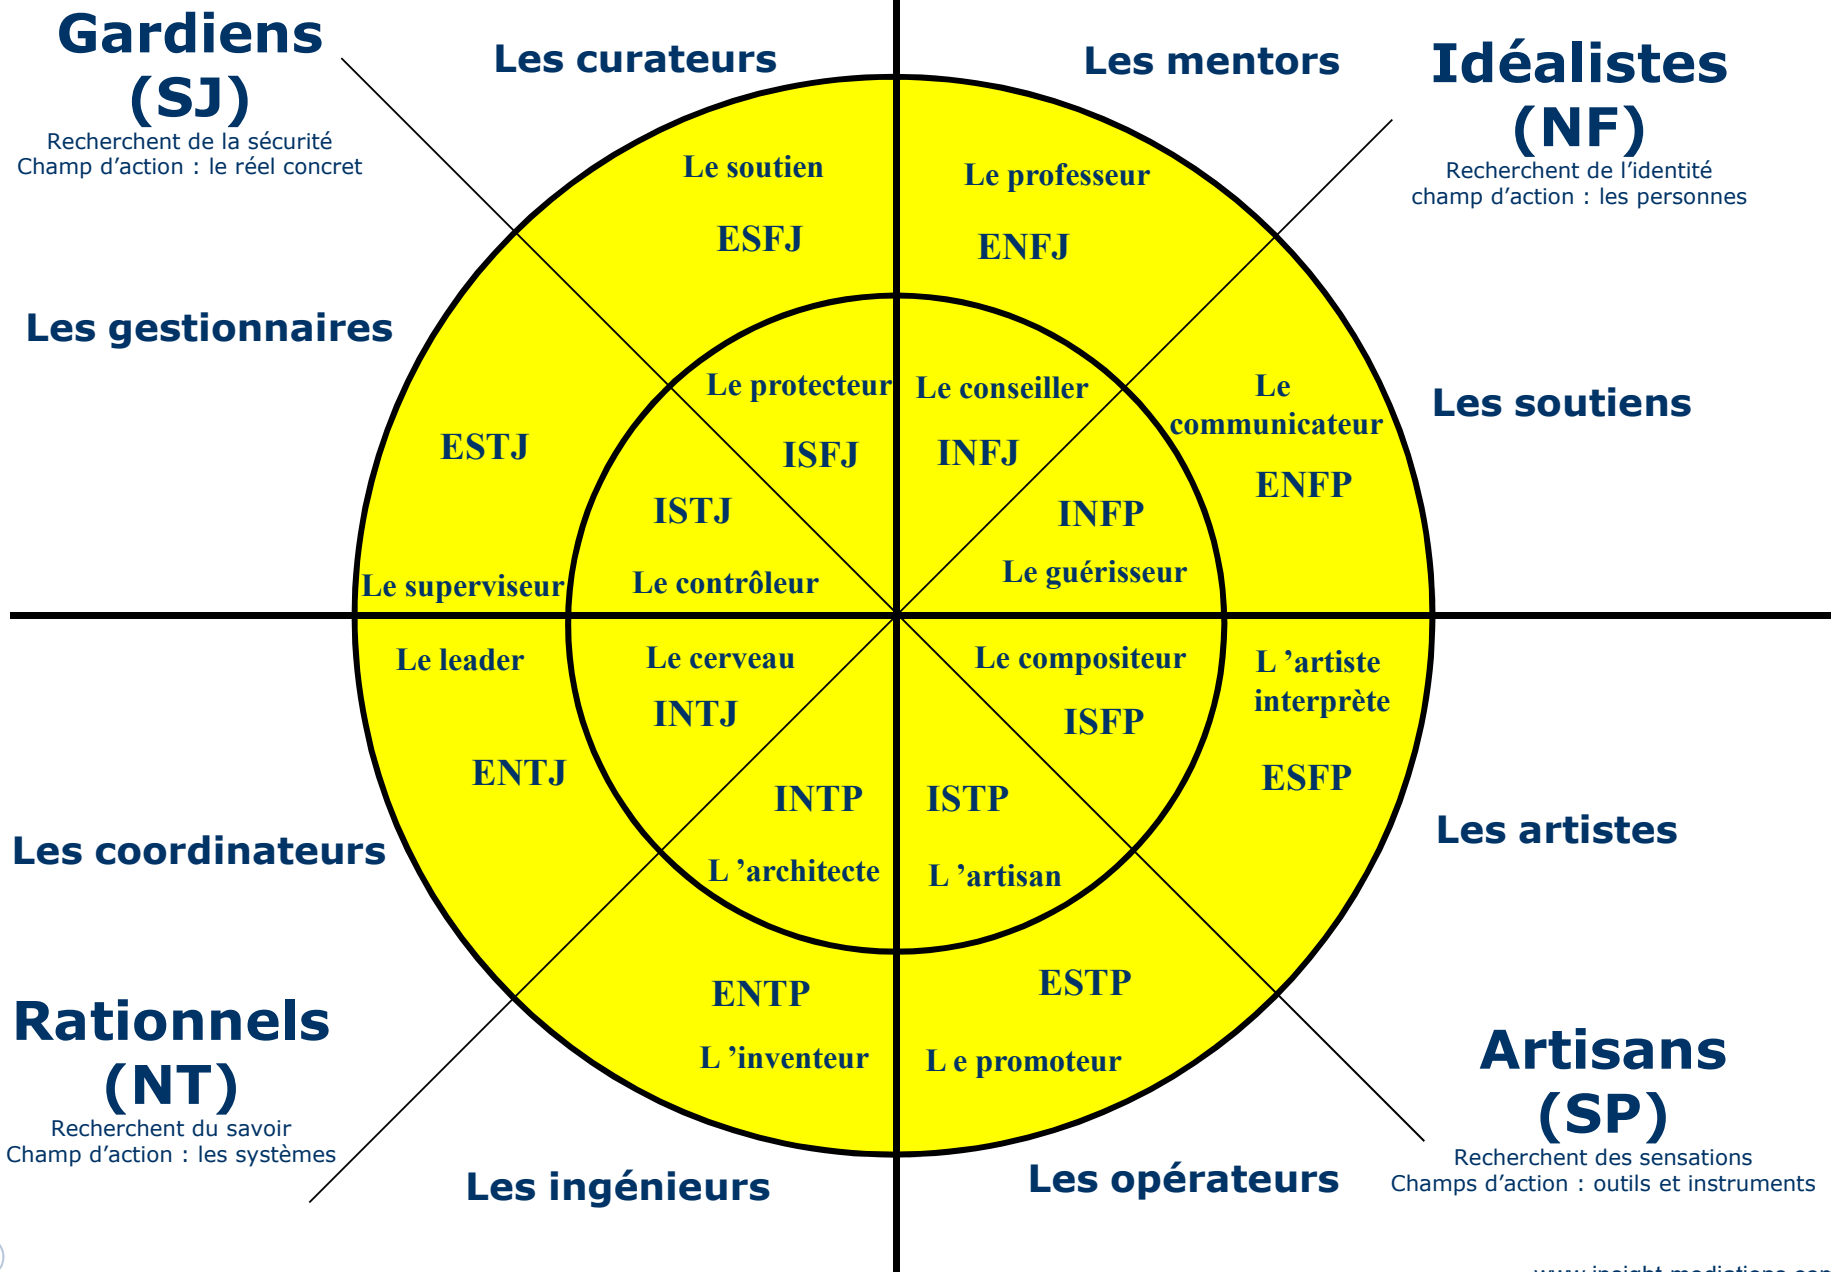 Gardiens
(SJ)
Recherchent de la sécurité
Champ d’action : le réel concret
Les curateurs
Les mentors
Idéalistes
(NF)
Recherchent de l’identité
champ d’action : les personnes
Les gestionnaires
Les soutiens
Le soutien
ESFJ
Le professeur
ENFJ
ESTJ
Le superviseur
Le protecteur
ISFJ
Le conseiller
INFJ
Le
communicateur
ENFP
ISTJ
Le contrôleur
INFP
Le guérisseur
Le leader
ENTJ
Le cerveau
INTJ
Le compositeur
ISFP
L ’artiste
interprète
ESFP
INTP
L ’architecte
ISTP
L ’artisan
ENTP
L ’inventeur
ESTP
L e promoteur
Les coordinateurs
Les artistes
Rationnels
(NT)
Recherchent du savoir
Champ d’action : les systèmes
Les ingénieurs
Les opérateurs
Artisans
(SP)
Recherchent des sensations
Champs d’action : outils et instruments